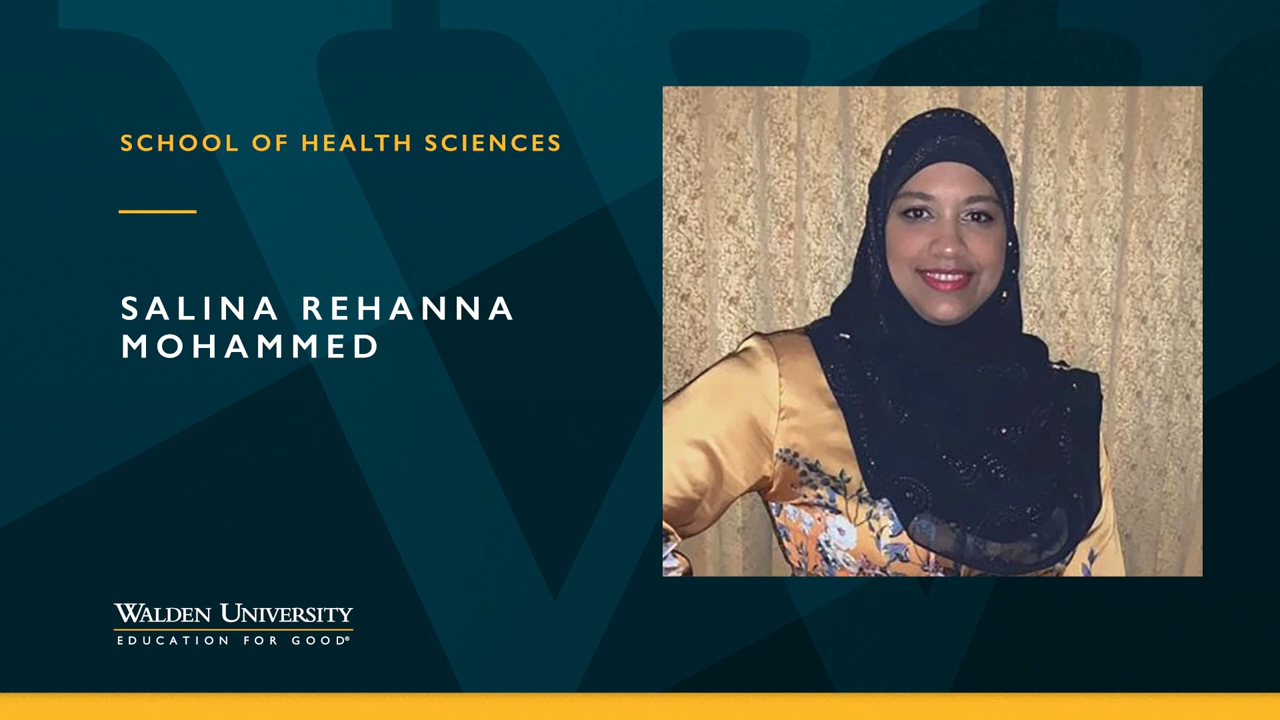 SCHOOL OF HEALTH SCIENCES
SALINA REHANNA
MOHAMMED
WALDEN UNIVERSITY
EDUCATION FOR GOOD®